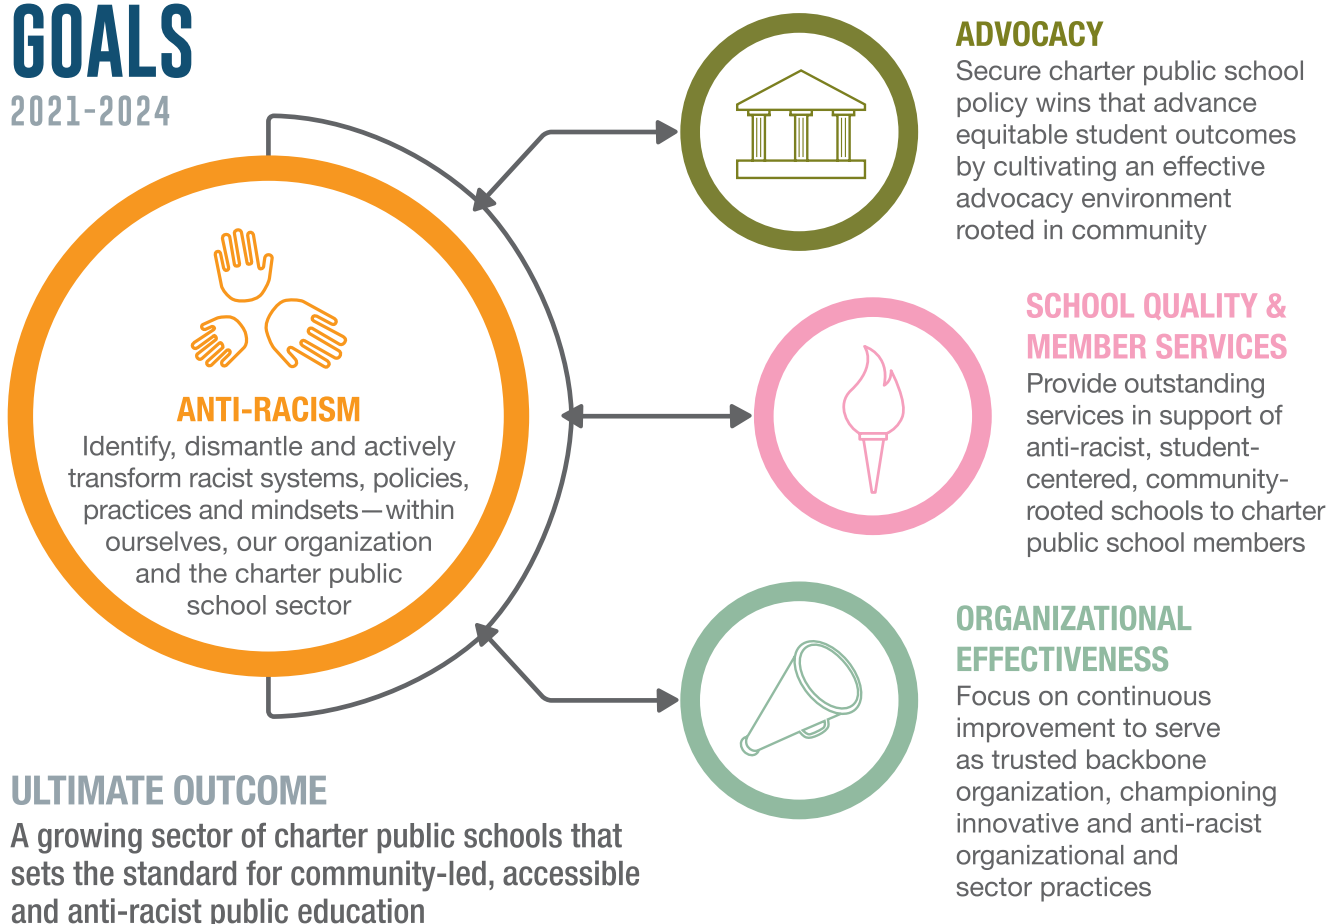 GOALS
2021-2024
ANTI-RACISM
Identify, dismantle and actively
transform racist systems, policies,
practices and mindsets—within
ourselves, our organization
and the charter public
school sector
ADVOCACY
Secure charter public school
policy wins that advance
equitable student outcomes
by cultivating an effective
advocacy environment
rooted in community
SCHOOL QUALITY &
MEMBER SERVICES
Provide outstanding
services in support of
anti-racist, student-
centered, community-
rooted schools to charter
public school members
ORGANIZATIONAL
EFFECTIVENESS
Focus on continuous
improvement to serve
as trusted backbone
organization, championing
innovative and anti-racist
organizational and
sector practices
ULTIMATE OUTCOME
A growing sector of charter public schools that
sets the standard for community-led, accessible
and anti-racist public education